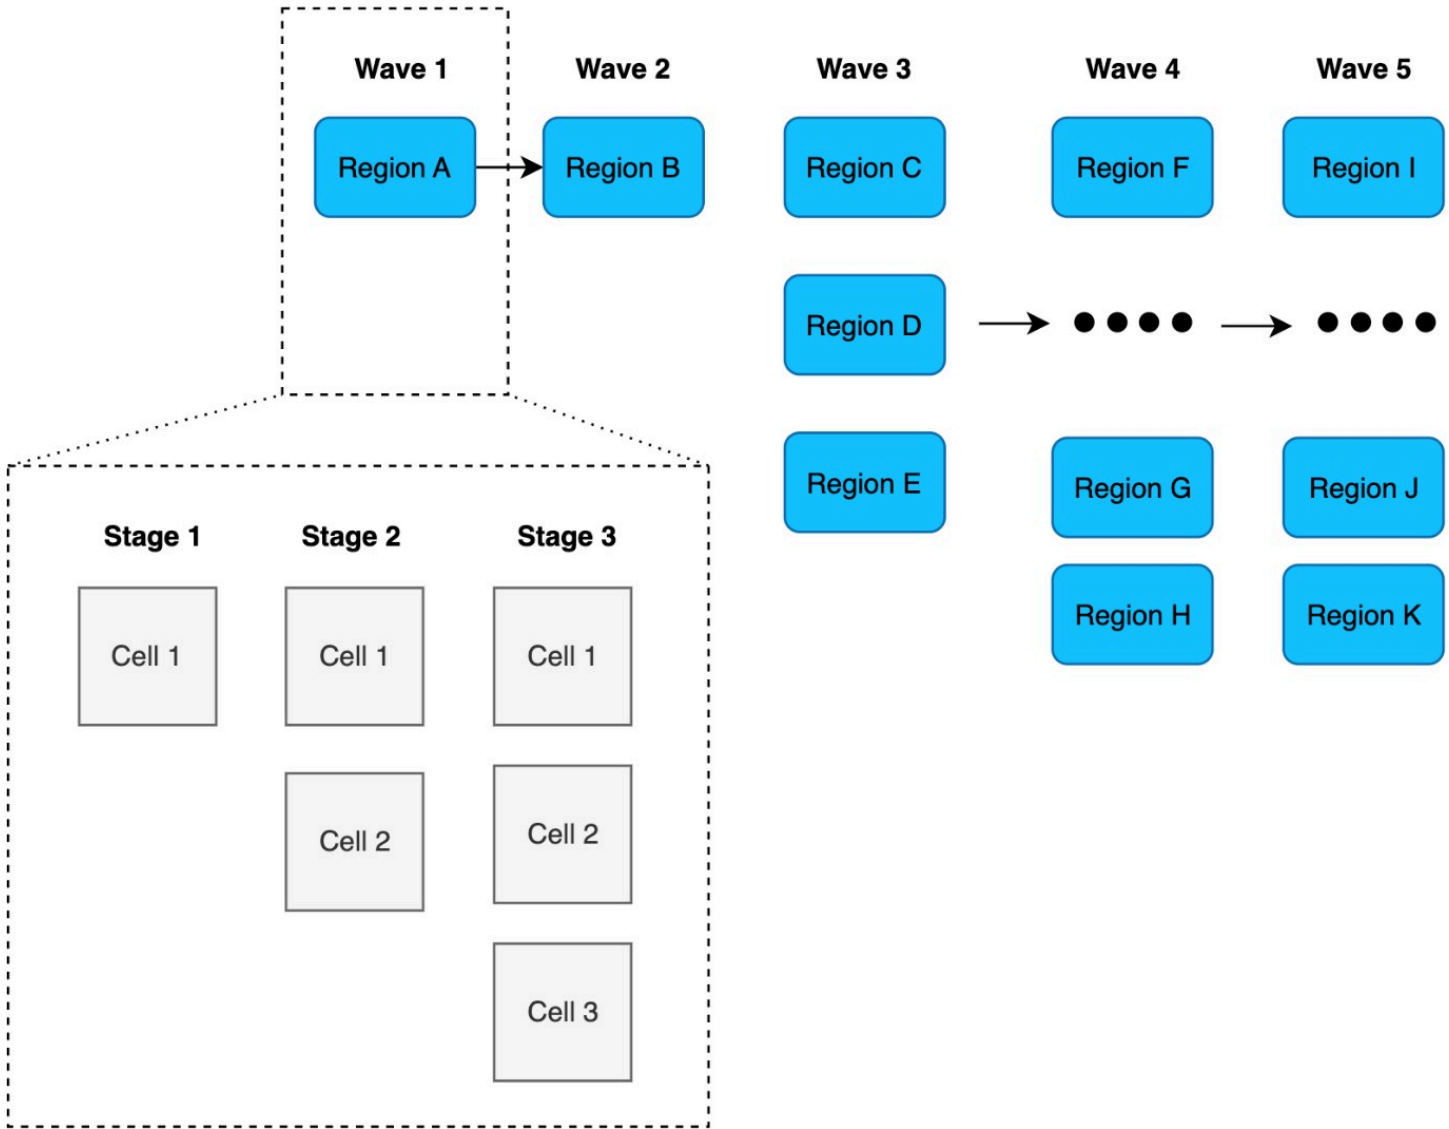 Wave 1
Wave 2
Wave 3
Wave 4
Wave 5
Region A
Region B
Region C
Region F
Region I
Region D
Region E
Region G
Region J
Region H
Region K
Stage 1
Stage 2
Stage 3
Cell 1
Cell 1
Cell 1
Cell 2
Cell 2
Cell 3